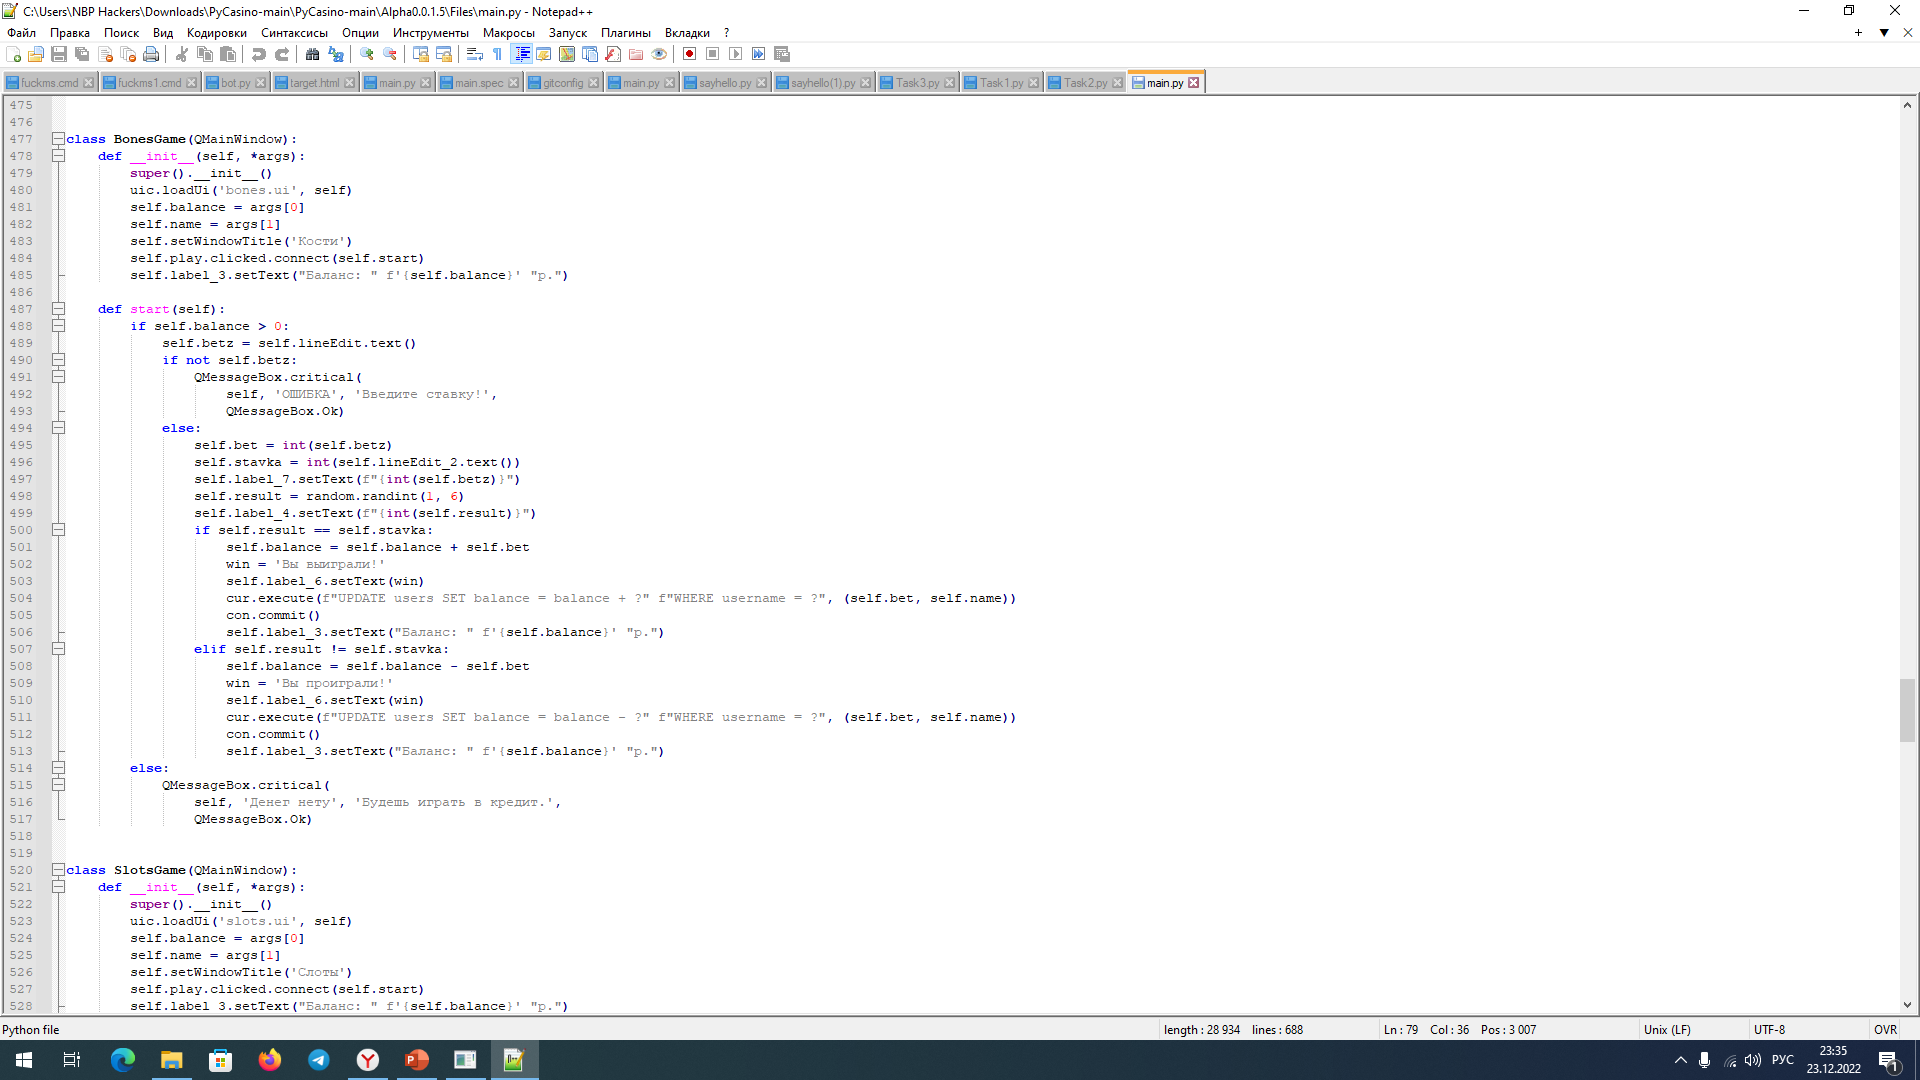 C:\Users\NBP Hackers\Downloads\PyCasino-main\PyCasino-main\Alpha0.0.1.5\Files\main.py - Notepad++
Файл Правка Поиск Вид Кодировки Синтаксисы Опции Инструменты Макросы Запуск Плагины Вкладки ?
fuckms.cmd fuckms1.cmd bot.py target.html main.py main.spec gitconfig main.py sayhello.py sayhello(1).py Task3.py Task1.py Task2.py main.py
475
476
477 class BonesGame(QMainWindow):
478     def __init__(self, *args):
479         super().__init__()
480         uic.loadUi('bones.ui', self)
481         self.balance = args[0]
482         self.name = args[1]
483         self.setWindowTitle('Кости')
484         self.play.clicked.connect(self.start)
485         self.label_3.setText("Баланс: " f'{self.balance}' "р.")
486
487     def start(self):
488         if self.balance > 0:
489             self.betz = self.lineEdit.text()
490             if not self.betz:
491                 QMessageBox.critical(
492                     self, 'ОШИБКА', 'Введите ставку!',
493                     QMessageBox.Ok)
494             else:
495                 self.bet = int(self.betz)
496                 self.stavka = int(self.lineEdit_2.text())
497                 self.label_7.setText(f"{int(self.betz)}")
498                 self.result = random.randint(1, 6)
499                 self.label_4.setText(f"{int(self.result)}")
500                 if self.result == self.stavka:
501                     self.balance = self.balance + self.bet
502                     win = 'Вы выиграли!'
503                     self.label_6.setText(win)
504                     cur.execute(f"UPDATE users SET balance = balance + ?" f"WHERE username = ?", (self.bet, self.name))
505                     con.commit()
506                     self.label_3.setText("Баланс: " f'{self.balance}' "р.")
507                 elif self.result != self.stavka:
508                     self.balance = self.balance - self.bet
509                     win = 'Вы проиграли!'
510                     self.label_6.setText(win)
511                     cur.execute(f"UPDATE users SET balance = balance - ?" f"WHERE username = ?", (self.bet, self.name))
512                     con.commit()
513                     self.label_3.setText("Баланс: " f'{self.balance}' "р.")
514         else:
515             QMessageBox.critical(
516                 self, 'Денег нету', 'Будешь играть в кредит.',
517                 QMessageBox.Ok)
518
519
520 class SlotsGame(QMainWindow):
521     def __init__(self, *args):
522         super().__init__()
523         uic.loadUi('slots.ui', self)
524         self.balance = args[0]
525         self.name = args[1]
526         self.setWindowTitle('Слоты')
527         self.play.clicked.connect(self.start)
528         self.label_3.setText("Баланс: " f'{self.balance}' "р.")
Python file length : 28 934 lines : 688 Ln : 79 Col : 36 Pos : 3 007 Unix (LF) UTF-8 OVR
РУС 23:35
23.12.2022 1